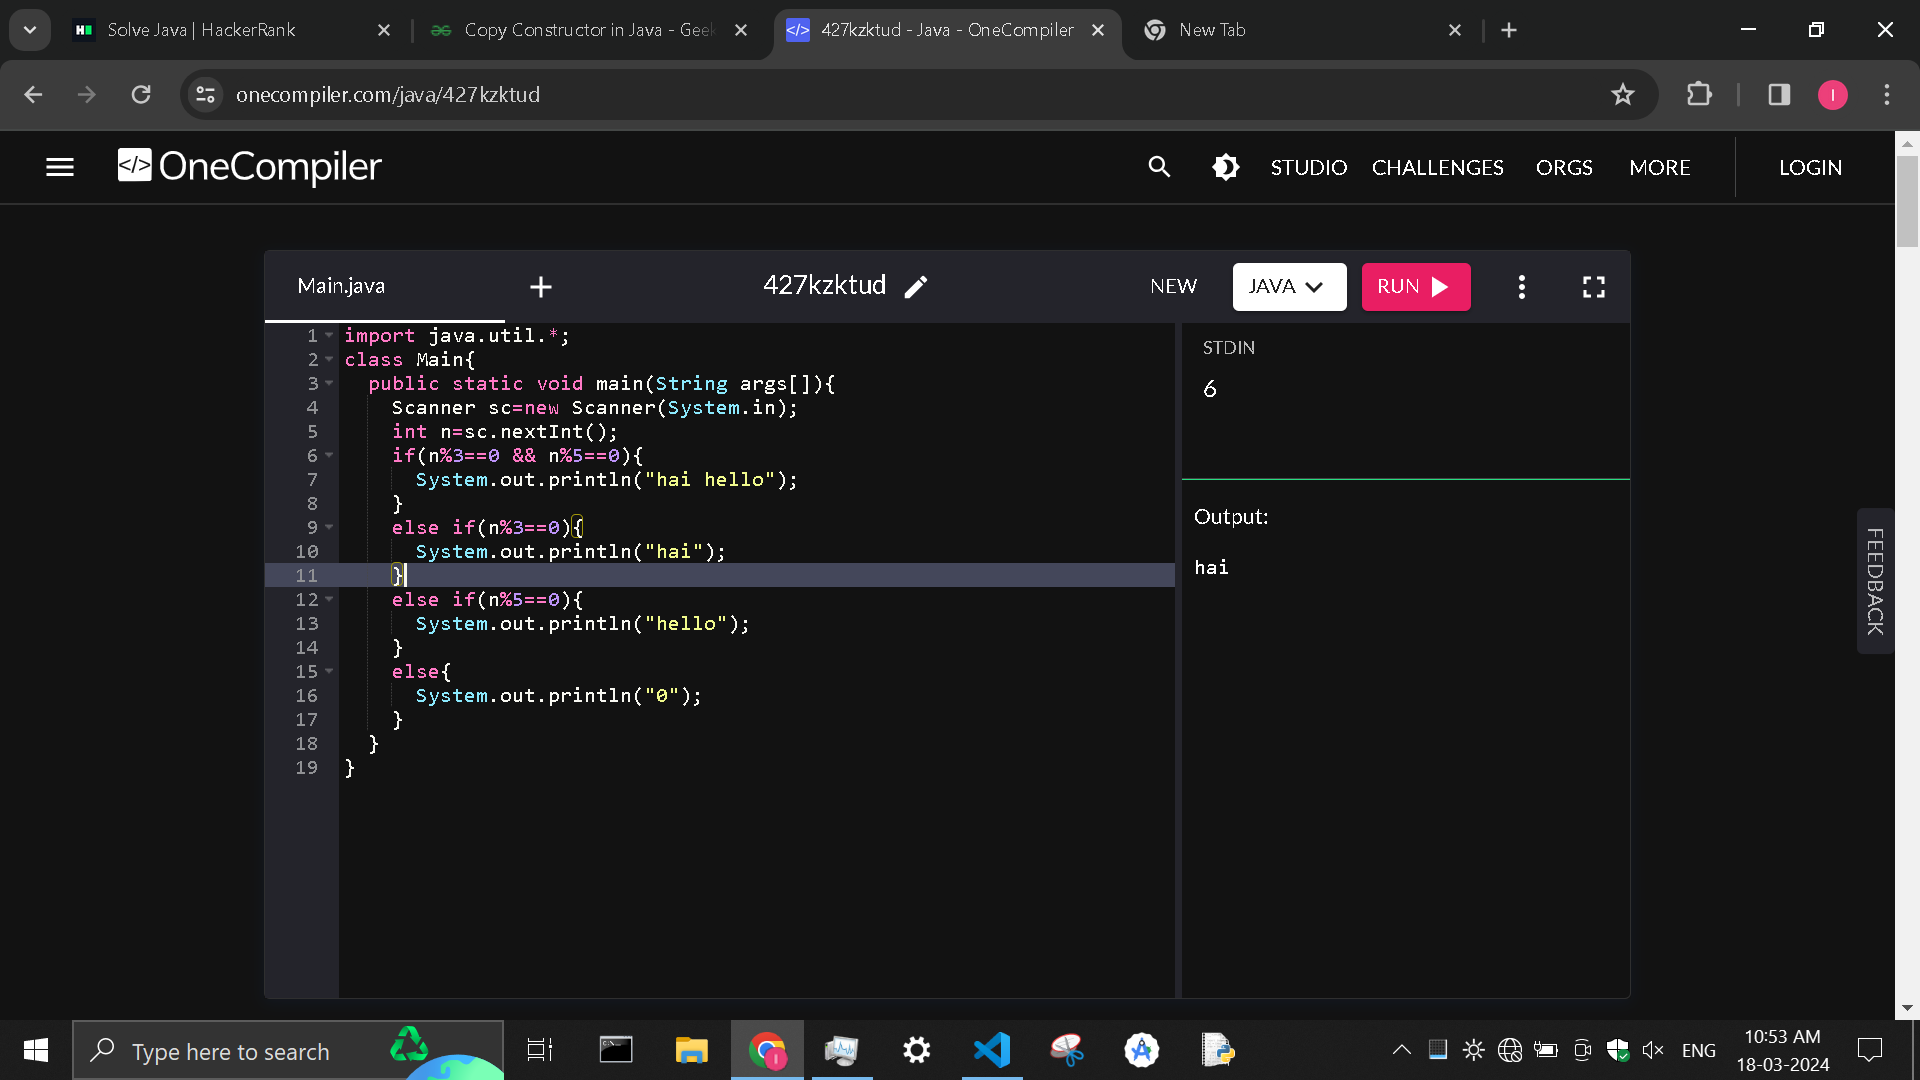 Solve Java | HackerRank
Copy Constructor in Java - Geek
427kzktud - Java - OneCompiler
New Tab
onecompiler.com/java/427kzktud
I
</> OneCompiler
STUDIO CHALLENGES ORGS MORE LOGIN
Main.java
427kzktud
NEW
JAVA
RUN
1 import java.util.*;
2 class Main{
3 public static void main(String args[]){
4 Scanner sc=new Scanner(System.in);
5 int n=sc.nextInt();
6 if(n%3==0 && n%5==0){
7 System.out.println("hai hello");
8 }
9 else if(n%3==0){
10 System.out.println("hai");
11 }
12 else if(n%5==0){
13 System.out.println("hello");
14 }
15 else{
16 System.out.println("0");
17 }
18 }
19 }
STDIN
6
Output:
hai
FEEDBACK
Type here to search
ENG
10:53 AM
18-03-2024